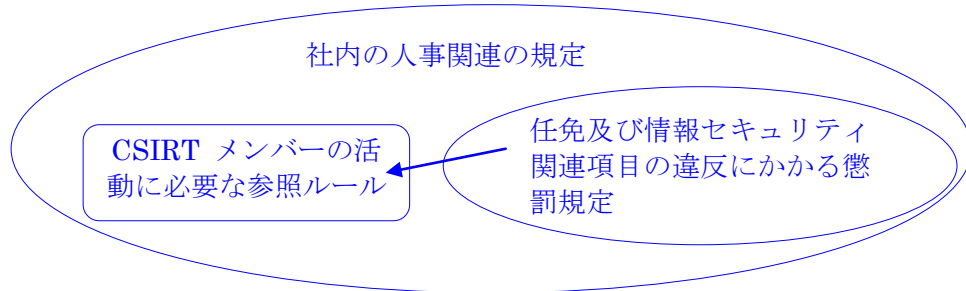 社内の人事関連の規定
CSIRT メンバーの活
動に必要な参照ルール
任免及び情報セキュリティ
関連項目の違反にかかる懲
罰規定